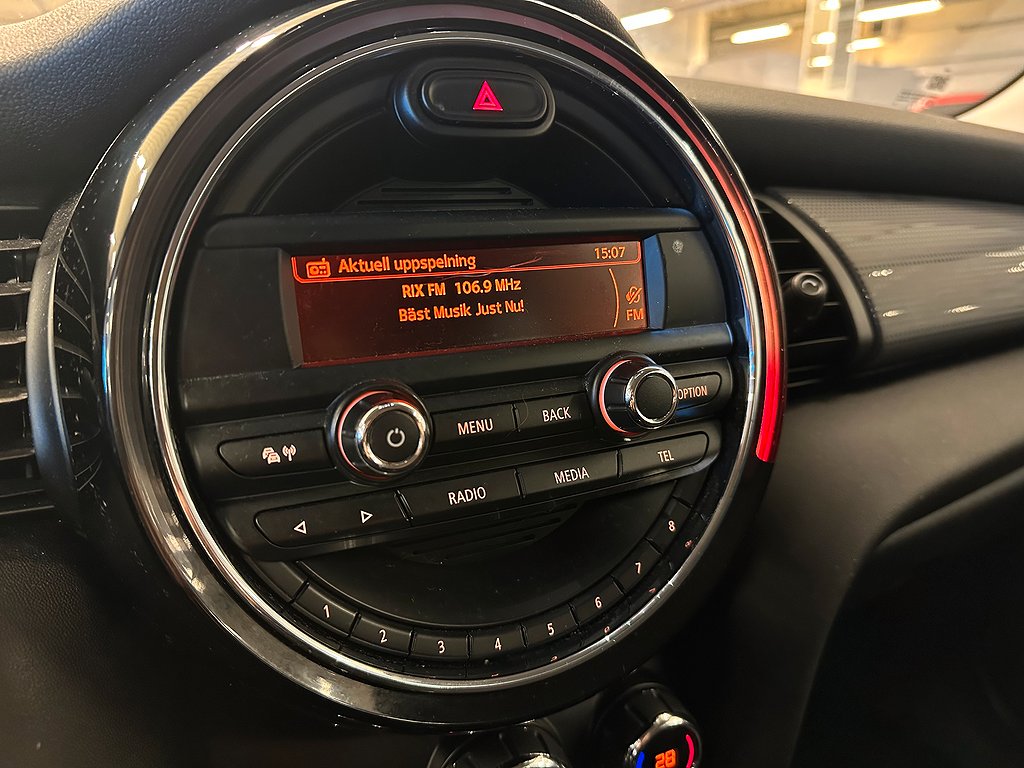 Aktuell uppspelning 15:07
RIX FM 106.9 MHz
Bäst Musik Just Nu!
FM
MENU BACK OPTION
RADIO MEDIA TEL
1 2 3 4 5 6 7 8
28